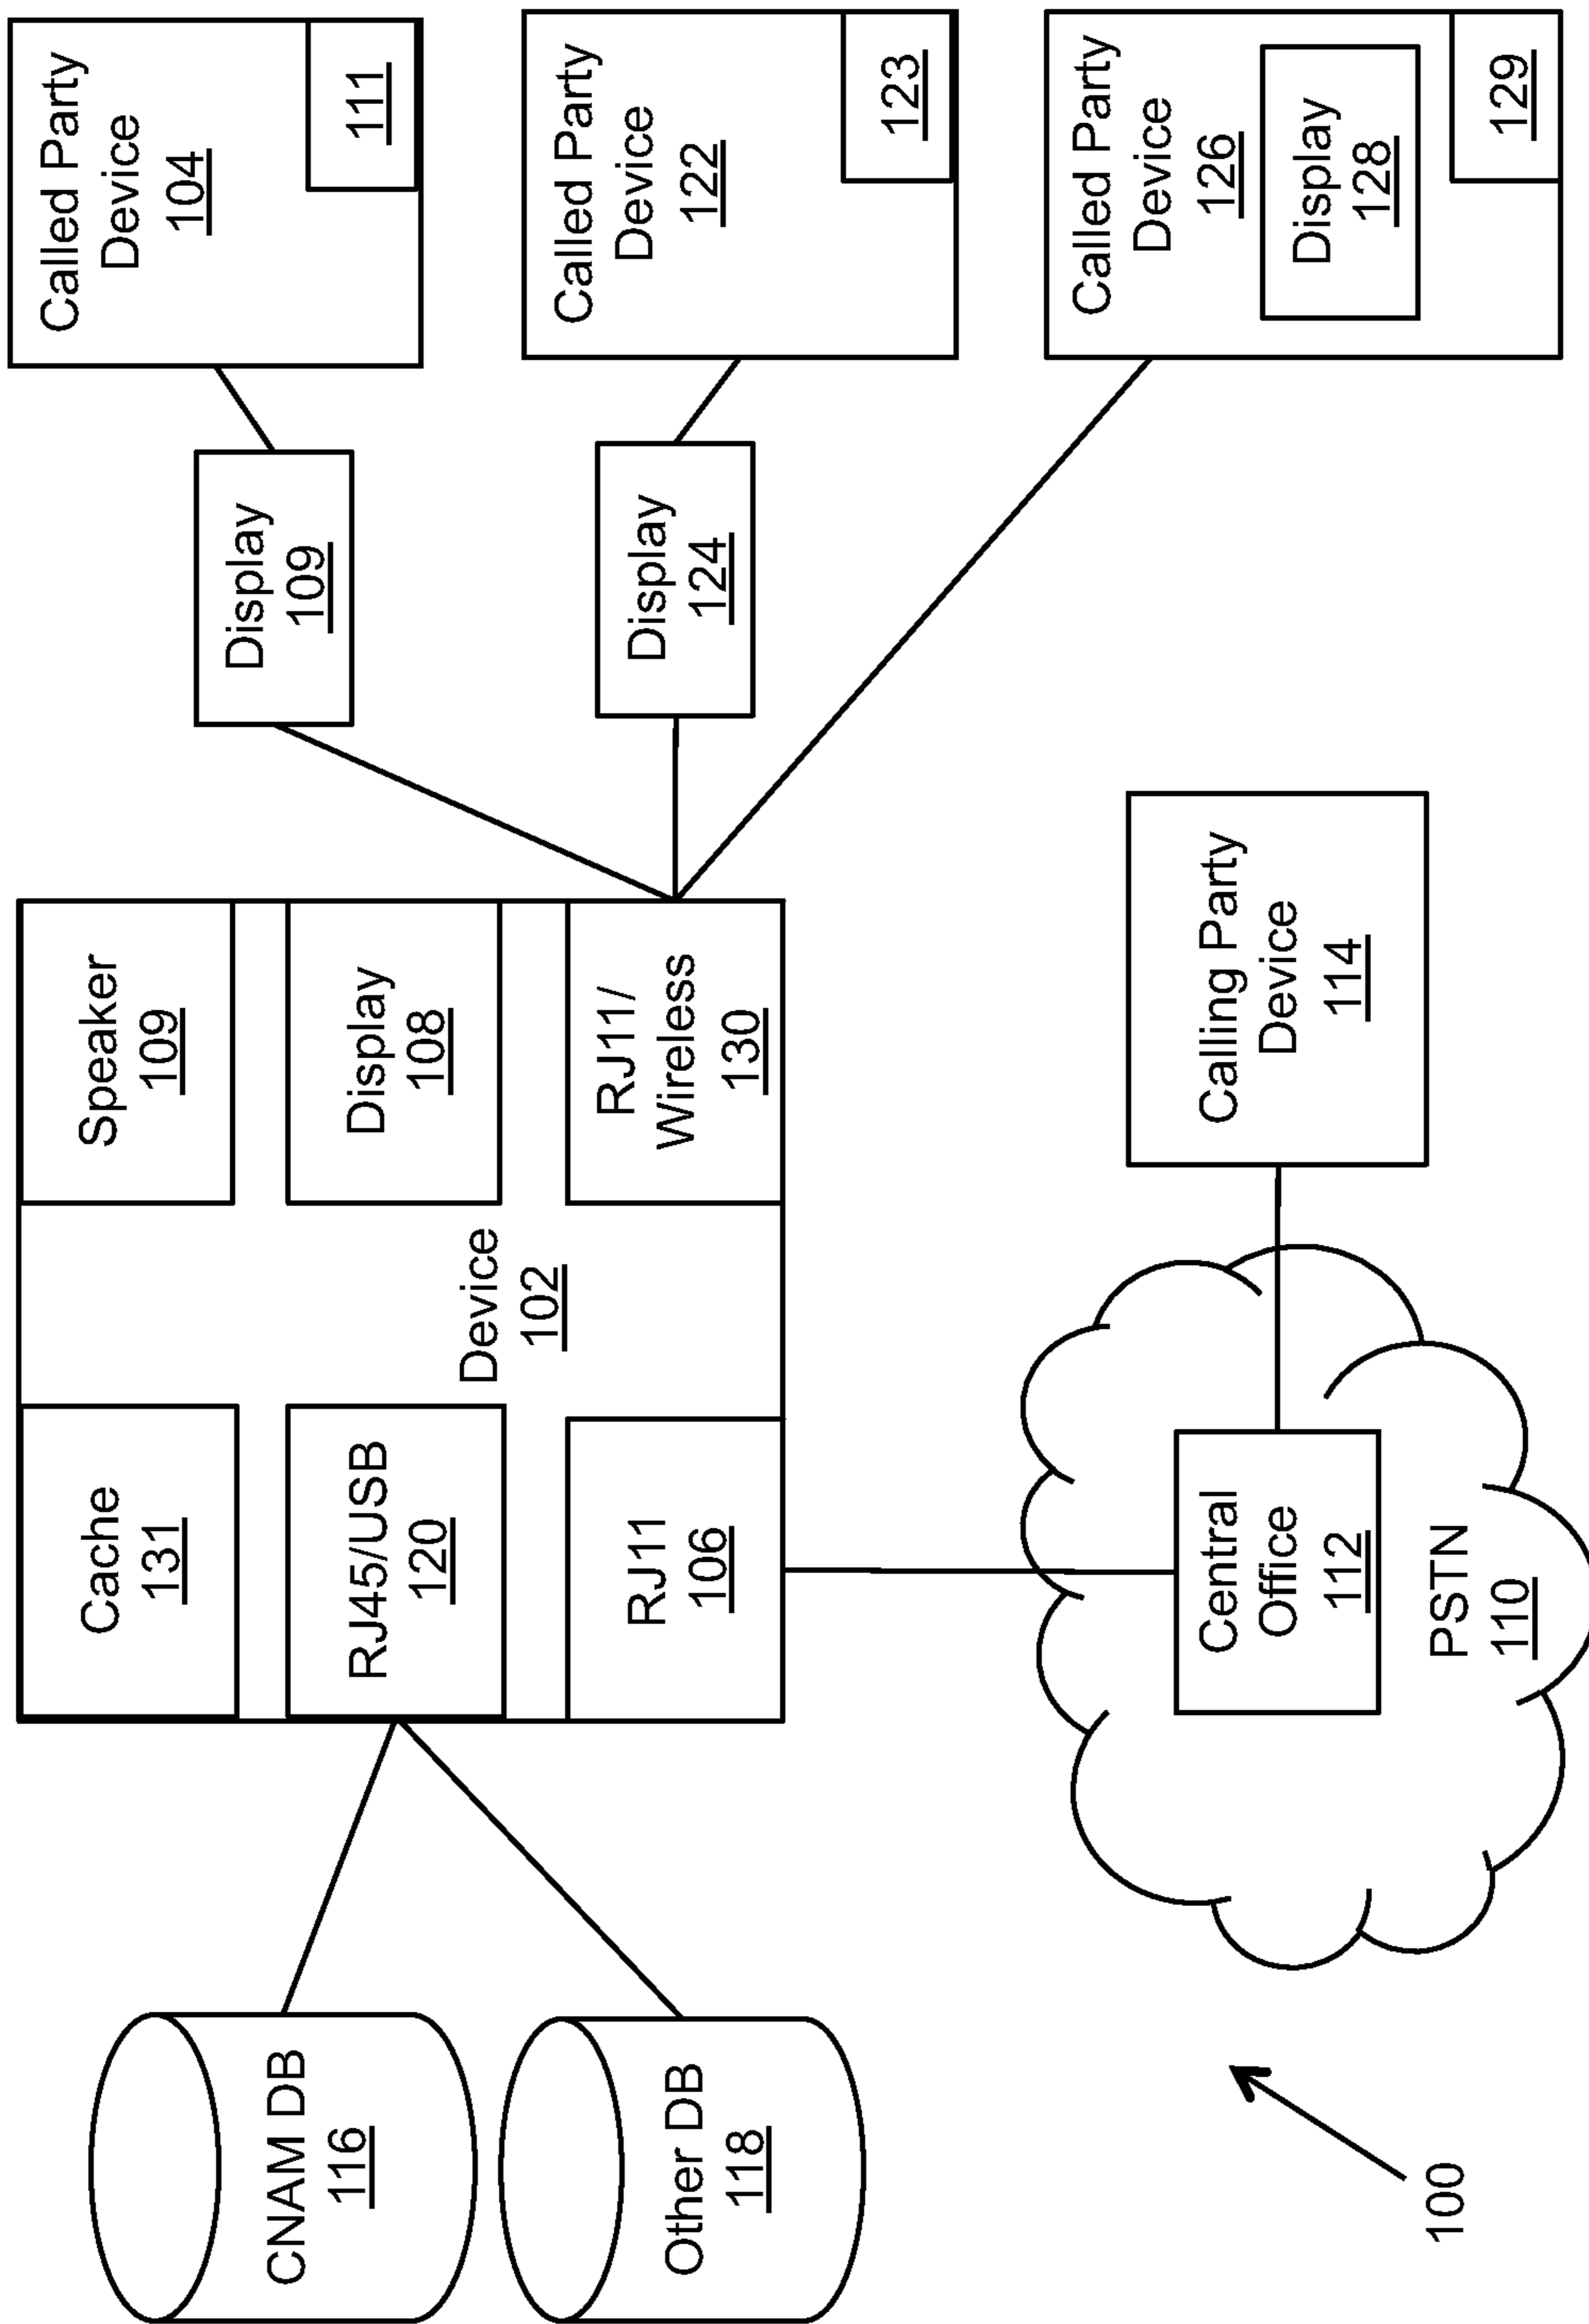 CNAM DB
116
Other DB
118
Cache
131
RJ45/USB
120
RJ11
106
Device
102
Speaker
109
Display
108
RJ11/
Wireless
130
Display
109
Display
124
Called Party
Device
104
111
Called Party
Device
122
123
Called Party
Device
126
Display
128
129
Central
Office
112
PSTN
110
Calling Party
Device
114
100